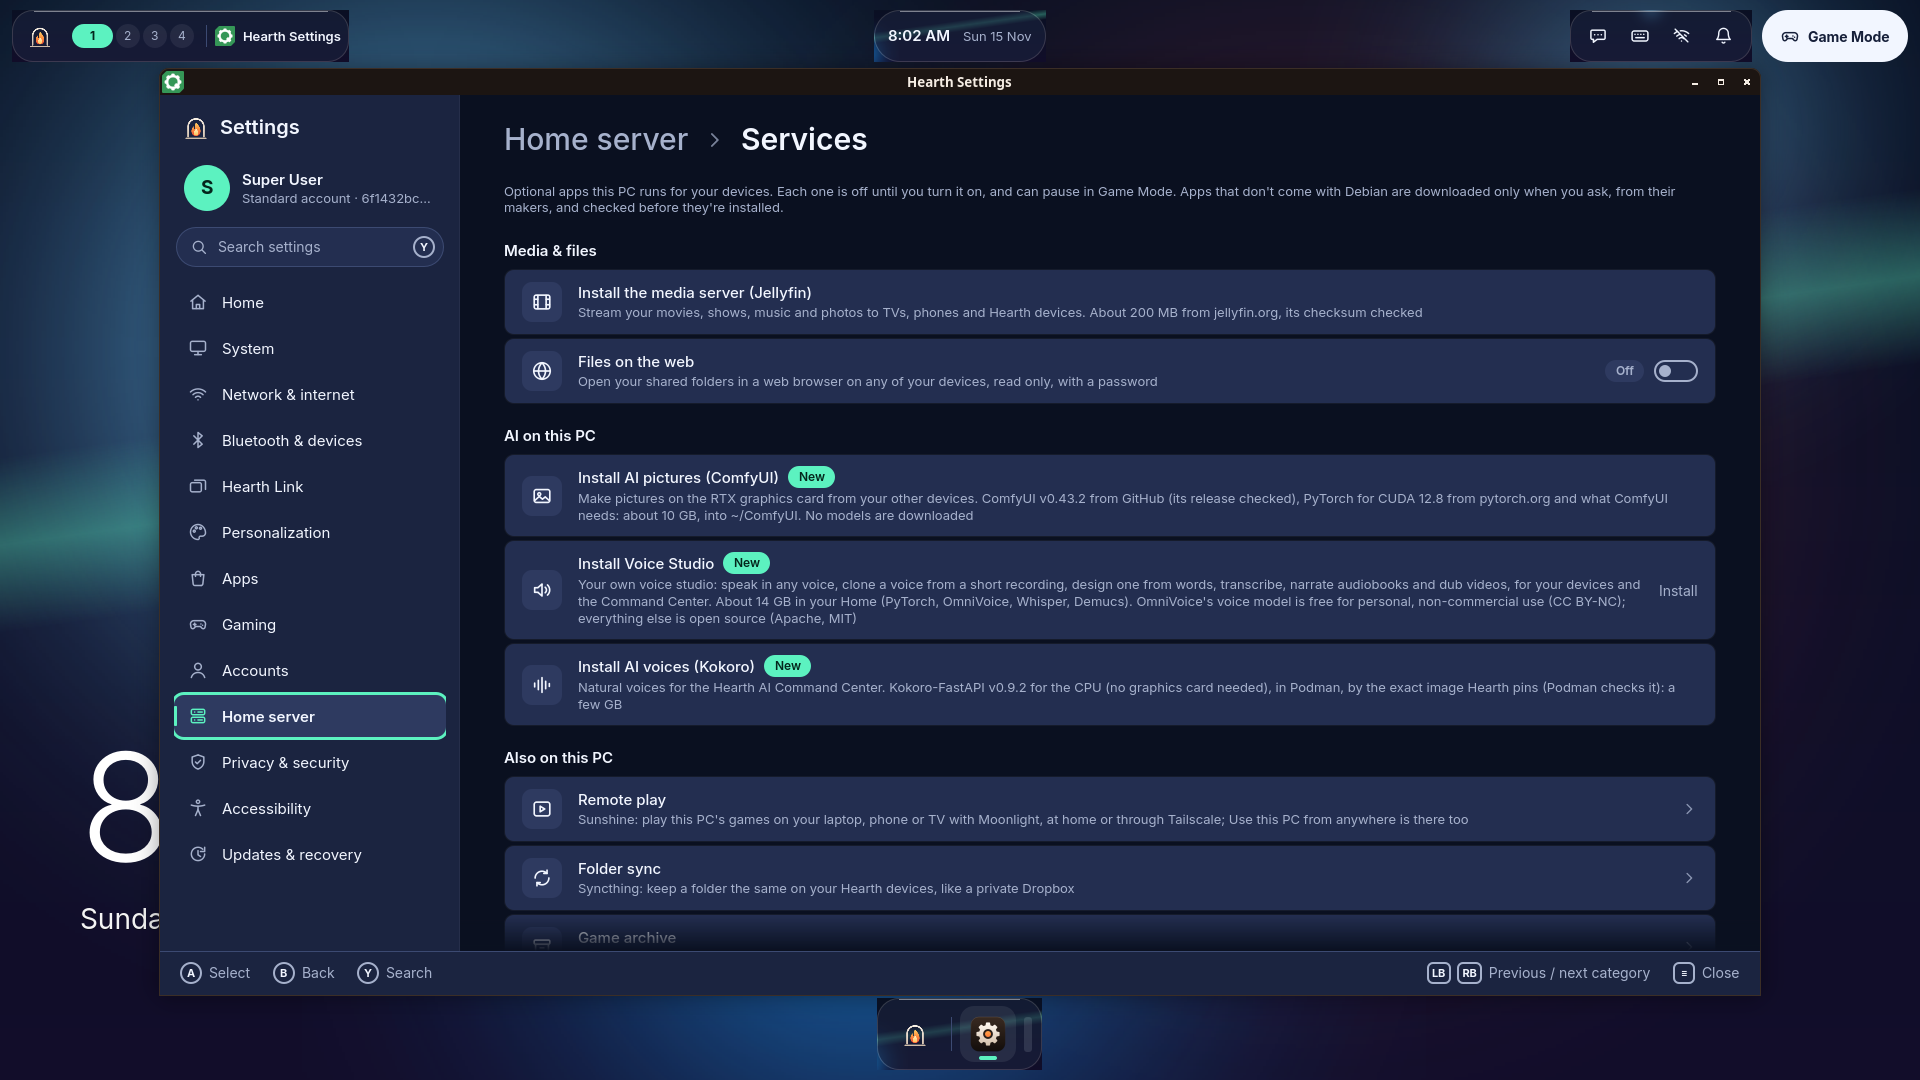 1 2 3 4 Hearth Settings
8:02 AM Sun 15 Nov
Game Mode
Hearth Settings
Settings
S
Super User
Standard account · 6f1432bc...
Search settings Y
Home
System
Network & internet
Bluetooth & devices
Hearth Link
Personalization
Apps
Gaming
Accounts
Home server
Privacy & security
Accessibility
Updates & recovery
Home server > Services
Optional apps this PC runs for your devices. Each one is off until you turn it on, and can pause in Game Mode. Apps that don't come with Debian are downloaded only when you ask, from their
makers, and checked before they're installed.
Media & files
Install the media server (Jellyfin)
Stream your movies, shows, music and photos to TVs, phones and Hearth devices. About 200 MB from jellyfin.org, its checksum checked
Files on the web
Open your shared folders in a web browser on any of your devices, read only, with a password
Off
AI on this PC
Install AI pictures (ComfyUI) New
Make pictures on the RTX graphics card from your other devices. ComfyUI v0.43.2 from GitHub (its release checked), PyTorch for CUDA 12.8 from pytorch.org and what ComfyUI
needs: about 10 GB, into ~/ComfyUI. No models are downloaded
Install Voice Studio New
Your own voice studio: speak in any voice, clone a voice from a short recording, design one from words, transcribe, narrate audiobooks and dub videos, for your devices and
the Command Center. About 14 GB in your Home (PyTorch, OmniVoice, Whisper, Demucs). OmniVoice's voice model is free for personal, non-commercial use (CC BY-NC);
everything else is open source (Apache, MIT)
Install
Install AI voices (Kokoro) New
Natural voices for the Hearth AI Command Center. Kokoro-FastAPI v0.9.2 for the CPU (no graphics card needed), in Podman, by the exact image Hearth pins (Podman checks it): a
few GB
Also on this PC
Remote play
Sunshine: play this PC's games on your laptop, phone or TV with Moonlight, at home or through Tailscale; Use this PC from anywhere is there too
Folder sync
Syncthing: keep a folder the same on your Hearth devices, like a private Dropbox
Game archive
8
Sunda
A Select B Back Y Search
LB RB Previous / next category ≡ Close